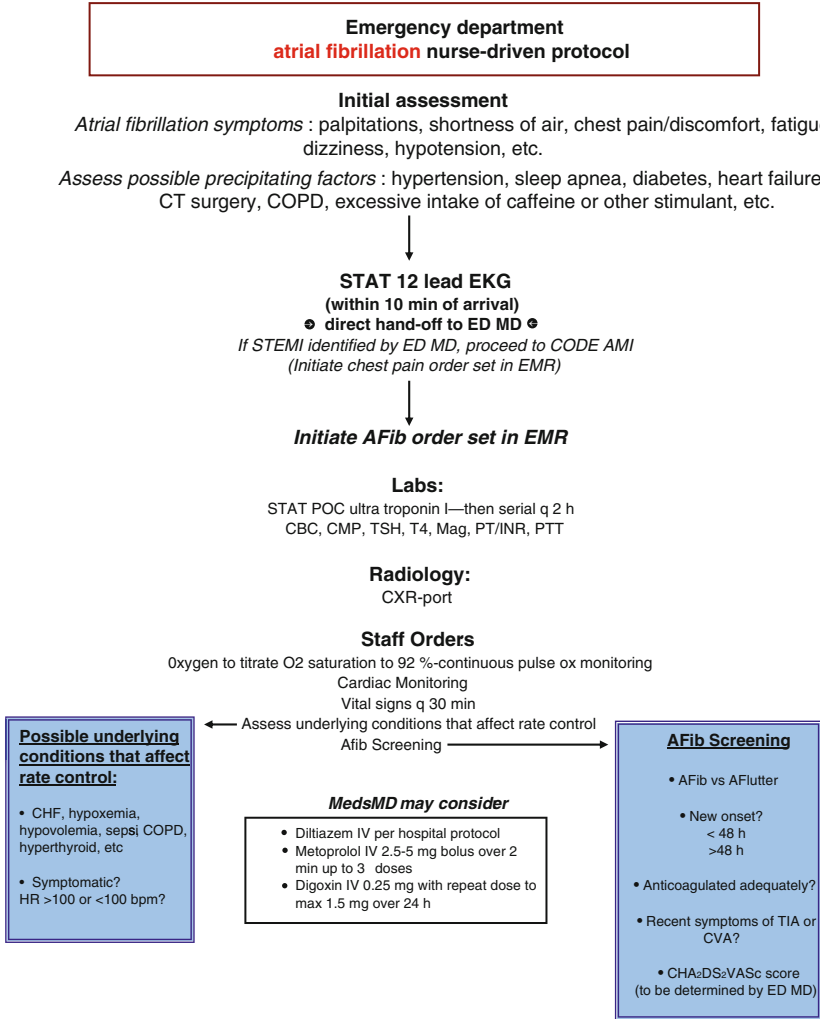 Emergency department
atrial fibrillation nurse-driven protocol
Initial assessment
Atrial fibrillation symptoms : palpitations, shortness of air, chest pain/discomfort, fatigu
dizziness, hypotension, etc.
Assess possible precipitating factors : hypertension, sleep apnea, diabetes, heart failure
CT surgery, COPD, excessive intake of caffeine or other stimulant, etc.
STAT 12 lead EKG
(within 10 min of arrival)
direct hand-off to ED MD
If STEMI identified by ED MD, proceed to CODE AMI
(Initiate chest pain order set in EMR)
Initiate AFib order set in EMR
Labs:
STAT POC ultra troponin I—then serial q 2 h
CBC, CMP, TSH, T4, Mag, PT/INR, PTT
Radiology:
CXR-port
Staff Orders
0xygen to titrate O2 saturation to 92 %-continuous pulse ox monitoring
Cardiac Monitoring
Vital signs q 30 min
Assess underlying conditions that affect rate control
Afib Screening
Possible underlying
conditions that affect
rate control:
• CHF, hypoxemia,
hypovolemia, sepsi, COPD,
hyperthyroid, etc
• Symptomatic?
HR >100 or <100 bpm?
MedsMD may consider
• Diltiazem IV per hospital protocol
• Metoprolol IV 2.5-5 mg bolus over 2
min up to 3 doses
• Digoxin IV 0.25 mg with repeat dose to
max 1.5 mg over 24 h
AFib Screening
• AFib vs AFlutter
• New onset?
< 48 h
>48 h
• Anticoagulated adequately?
• Recent symptoms of TIA or
CVA?
• CHA₂DS₂VASc score
(to be determined by ED MD)